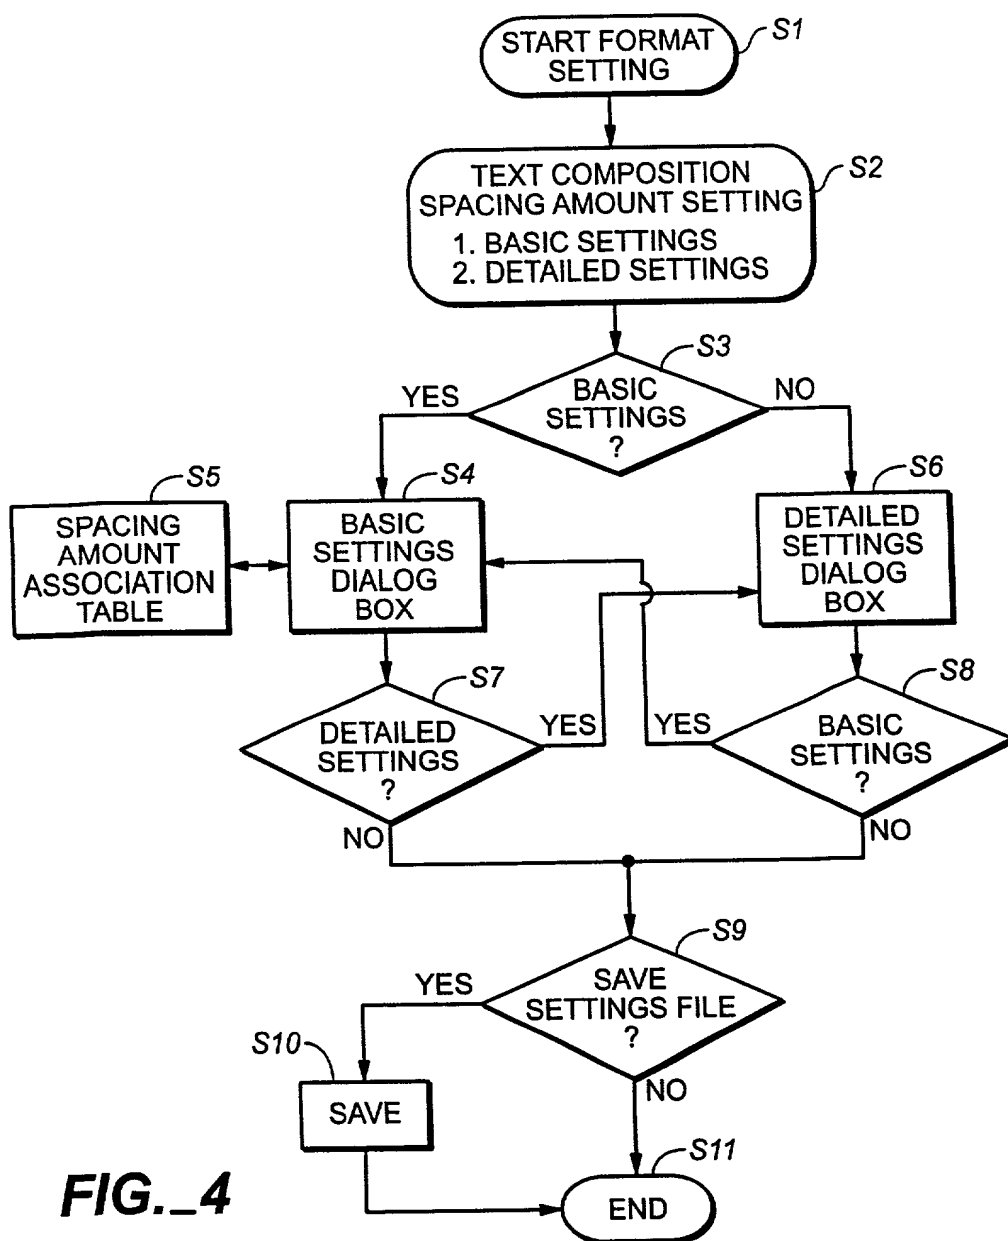 START FORMAT
SETTING
S1
TEXT COMPOSITION
SPACING AMOUNT SETTING
1. BASIC SETTINGS
2. DETAILED SETTINGS
S2
S3
YES
BASIC
SETTINGS
?
NO
S5
SPACING
AMOUNT
ASSOCIATION
TABLE
S4
BASIC
SETTINGS
DIALOG
BOX
S6
DETAILED
SETTINGS
DIALOG
BOX
S7
DETAILED
SETTINGS
?
YES
NO
S8
YES
BASIC
SETTINGS
?
NO
S9
YES
SAVE
SETTINGS FILE
?
NO
S10
SAVE
S11
END
FIG._4